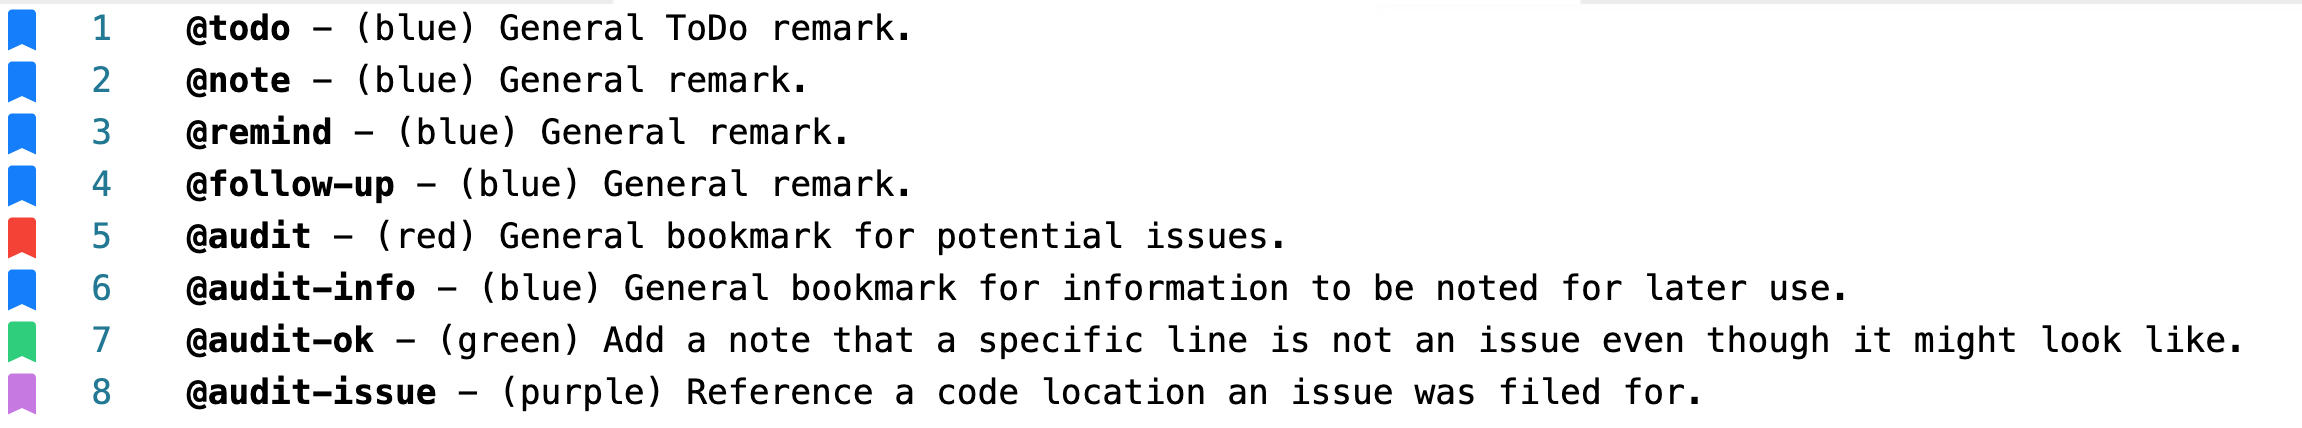 1 @todo – (blue) General ToDo remark.
2 @note – (blue) General remark.
3 @remind – (blue) General remark.
4 @follow-up – (blue) General remark.
5 @audit – (red) General bookmark for potential issues.
6 @audit-info – (blue) General bookmark for information to be noted for later use.
7 @audit-ok – (green) Add a note that a specific line is not an issue even though it might look like.
8 @audit-issue – (purple) Reference a code location an issue was filed for.